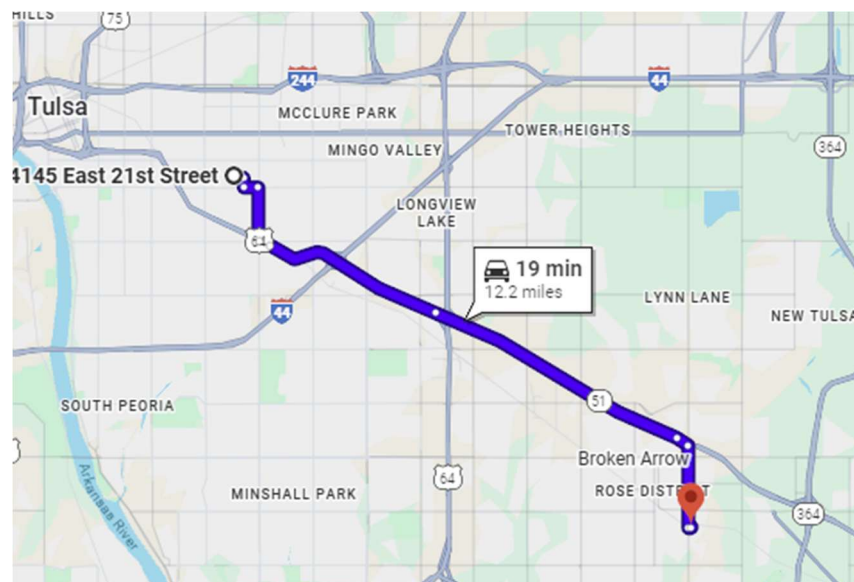 HILLS
75
244
44
Tulsa
MCCLURE PARK
TOWER HEIGHTS
MINGO VALLEY
364
4145 East 21st Street
LONGVIEW
LAKE
64
19 min
12.2 miles
LYNN LANE
44
NEW TULSA
SOUTH PEORIA
51
Broken Arrow
64
MINSHALL PARK
ROSE DISTRICT
364
Arkansas River